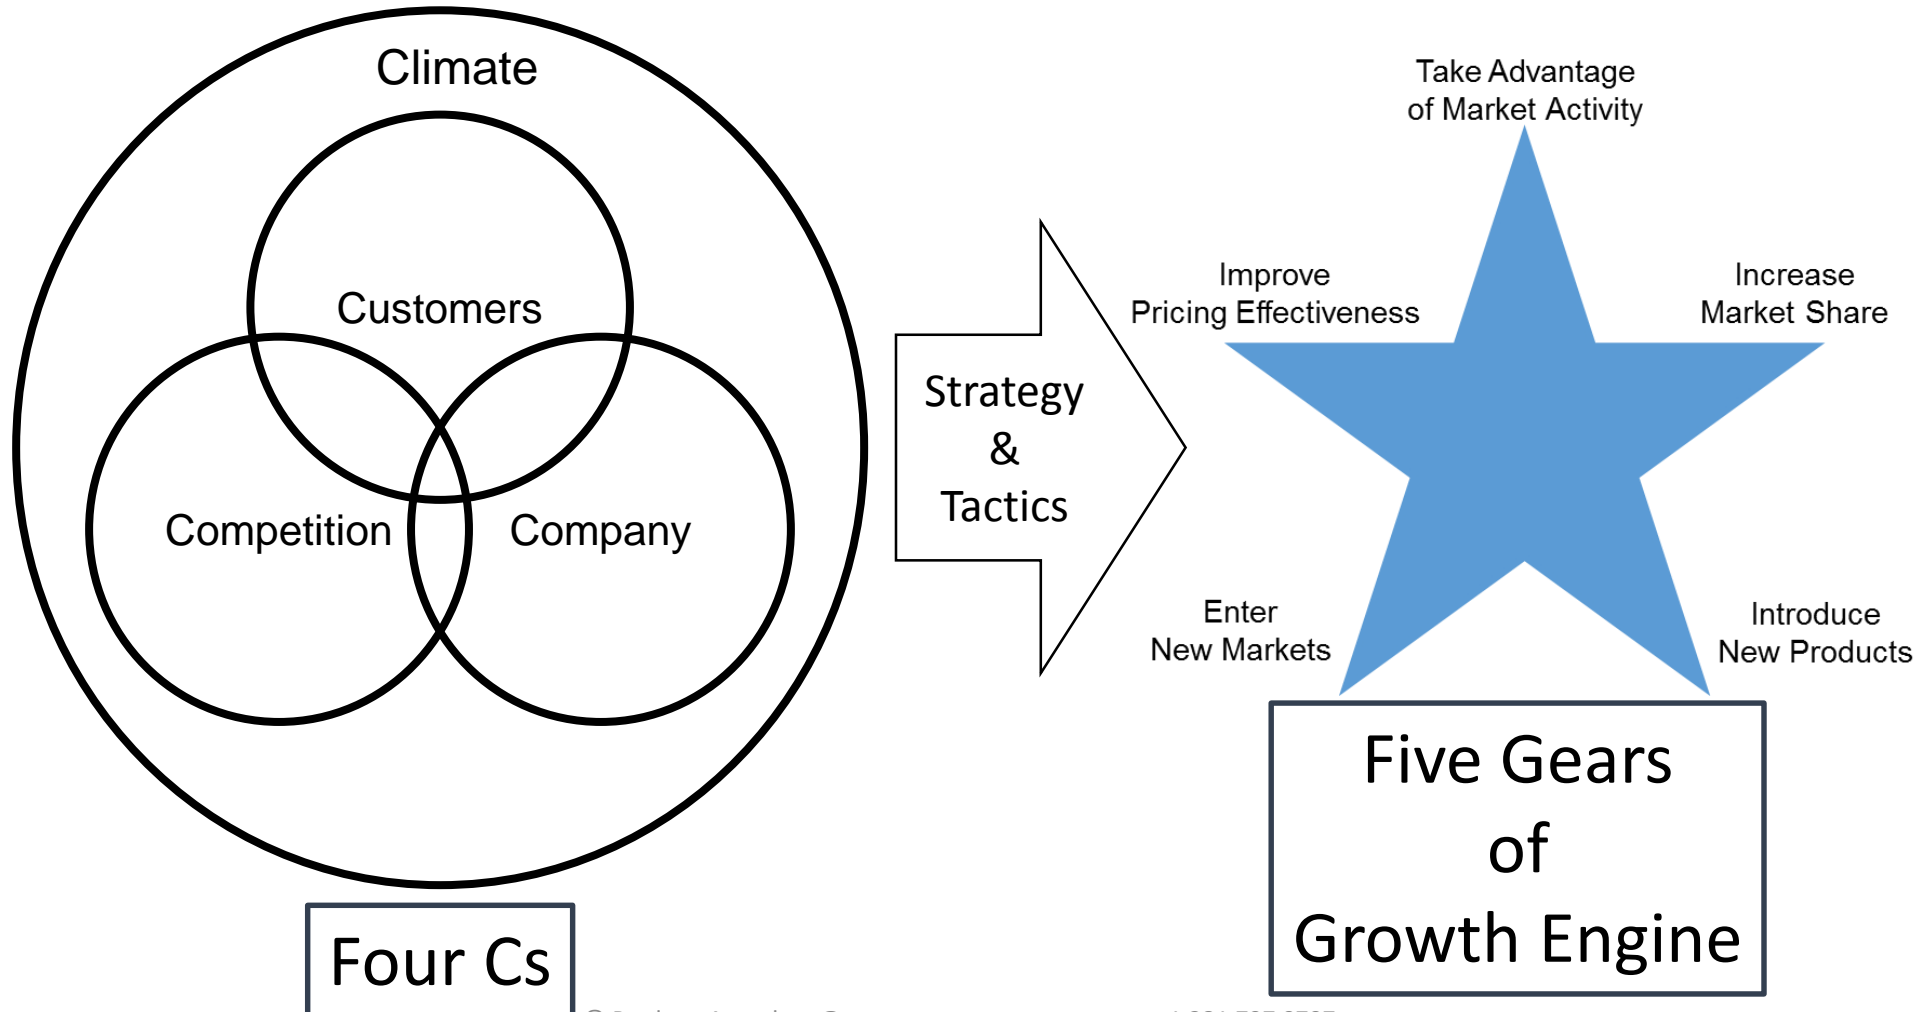 Climate
Customers
Competition
Company
Four Cs
Strategy
&
Tactics
Take Advantage
of Market Activity
Improve
Pricing Effectiveness
Increase
Market Share
Enter
New Markets
Introduce
New Products
Five Gears
of
Growth Engine